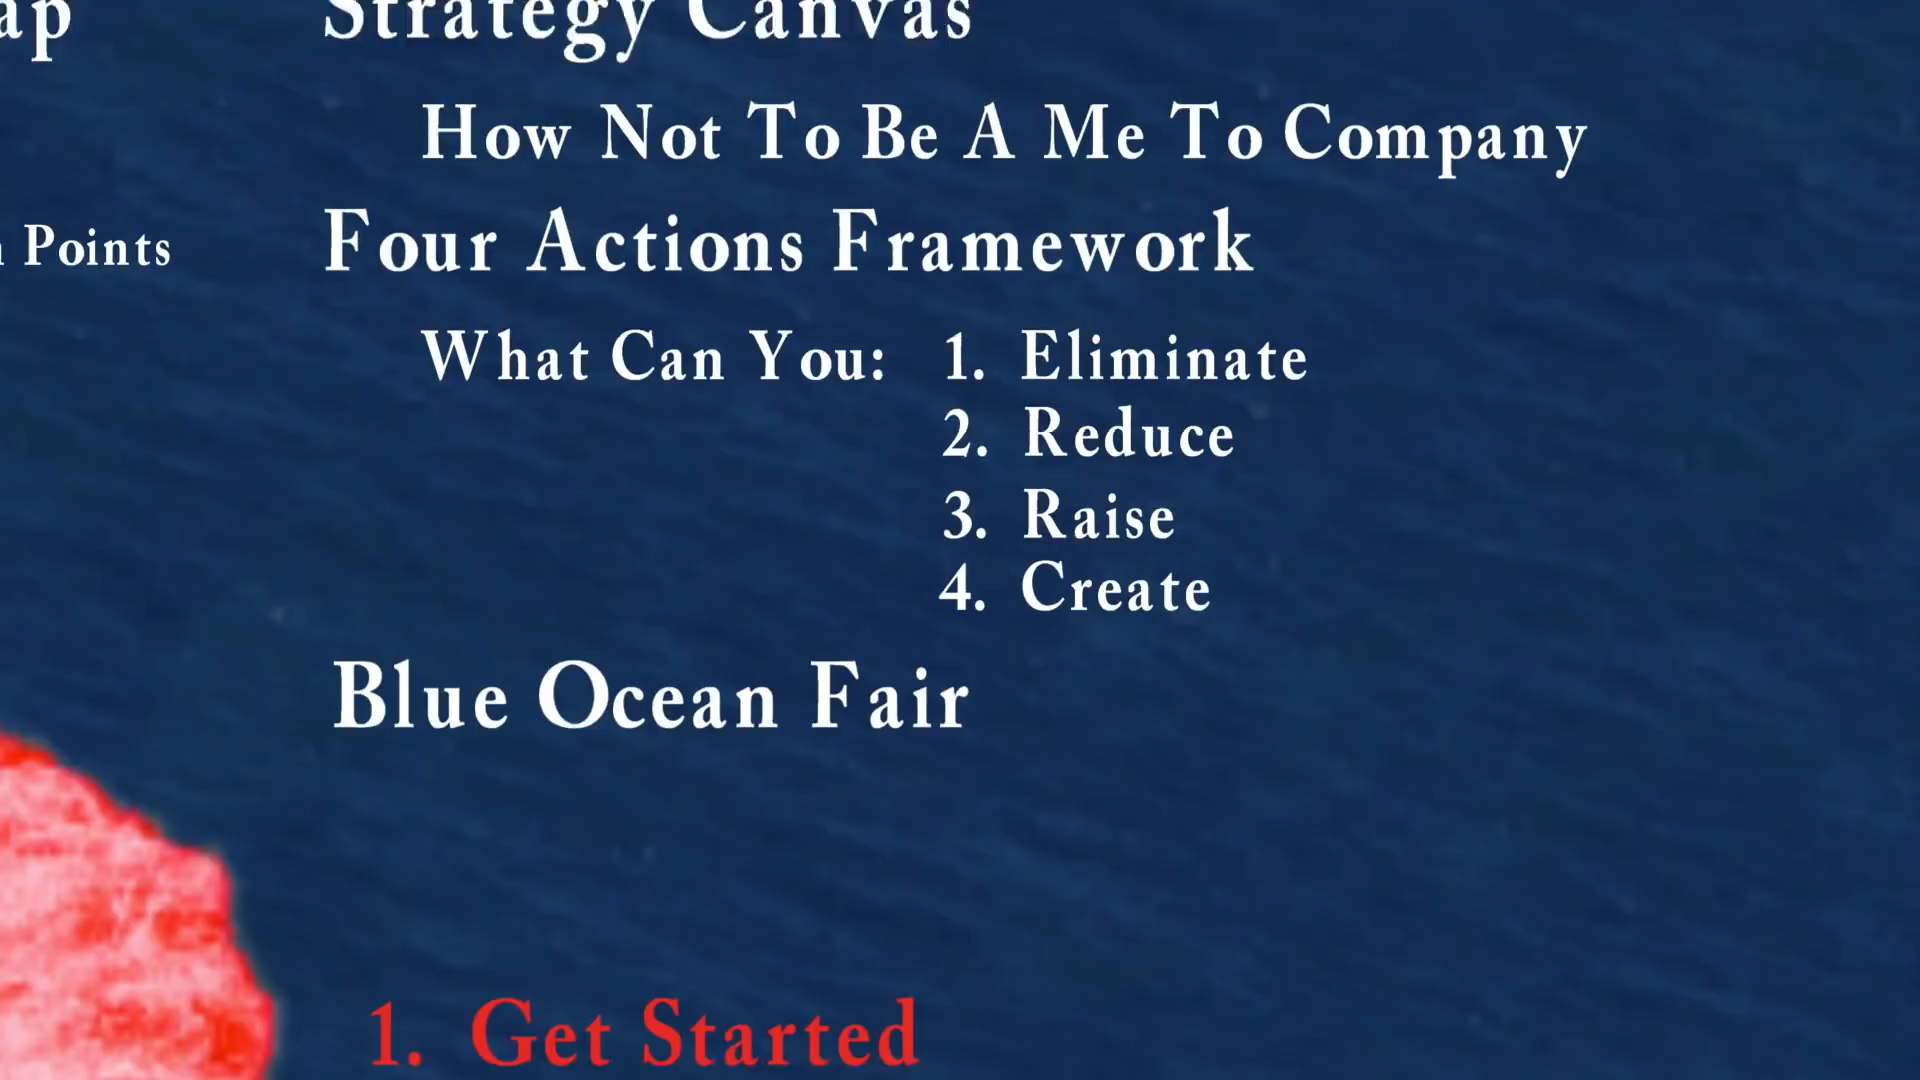 Strategy Canvas
How Not To Be A Me To Company
Points
Four Actions Framework
What Can You: 1. Eliminate
2. Reduce
3. Raise
4. Create
Blue Ocean Fair
1. Get Started